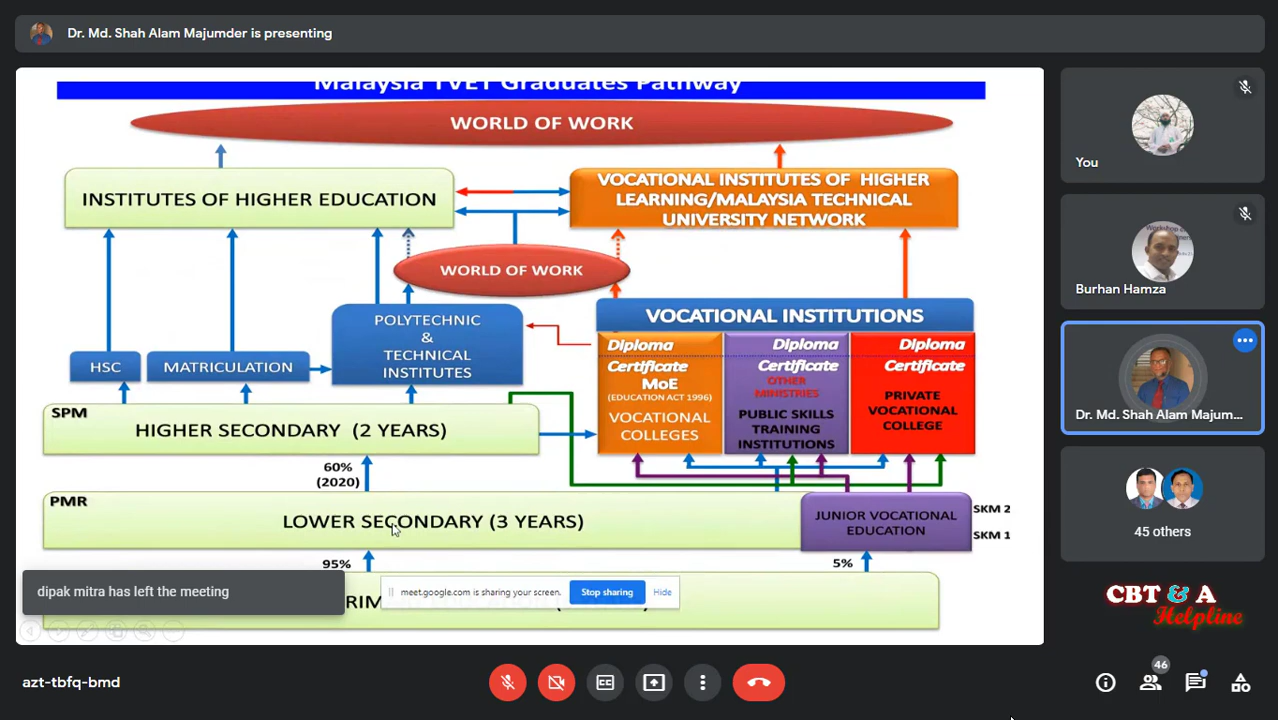 Dr. Md. Shah Alam Majumder is presenting
Malaysia TVET Graduates Pathway
WORLD OF WORK
INSTITUTES OF HIGHER EDUCATION
VOCATIONAL INSTITUTES OF HIGHER
LEARNING/MALAYSIA TECHNICAL
UNIVERSITY NETWORK
WORLD OF WORK
HSC
MATRICULATION
POLYTECHNIC
&
TECHNICAL
INSTITUTES
VOCATIONAL INSTITUTIONS
Diploma
Certificate
MoE
(EDUCATION ACT 1996)
VOCATIONAL
COLLEGES
Diploma
Certificate
OTHER
MINISTRIES
PUBLIC SKILLS
TRAINING
INSTITUTIONS
Diploma
Certificate
PRIVATE
VOCATIONAL
COLLEGE
SPM
HIGHER SECONDARY (2 YEARS)
60%
(2020)
PMR
LOWER SECONDARY (3 YEARS)
JUNIOR VOCATIONAL
EDUCATION
SKM 2
SKM 1
95%
5%
dipak mitra has left the meeting
meet.google.com is sharing your screen.
Stop sharing
Hide
You
Burhan Hamza
Dr. Md. Shah Alam Majum...
45 others
CBT & A
Helpline
azt-tbfq-bmd
CC
46